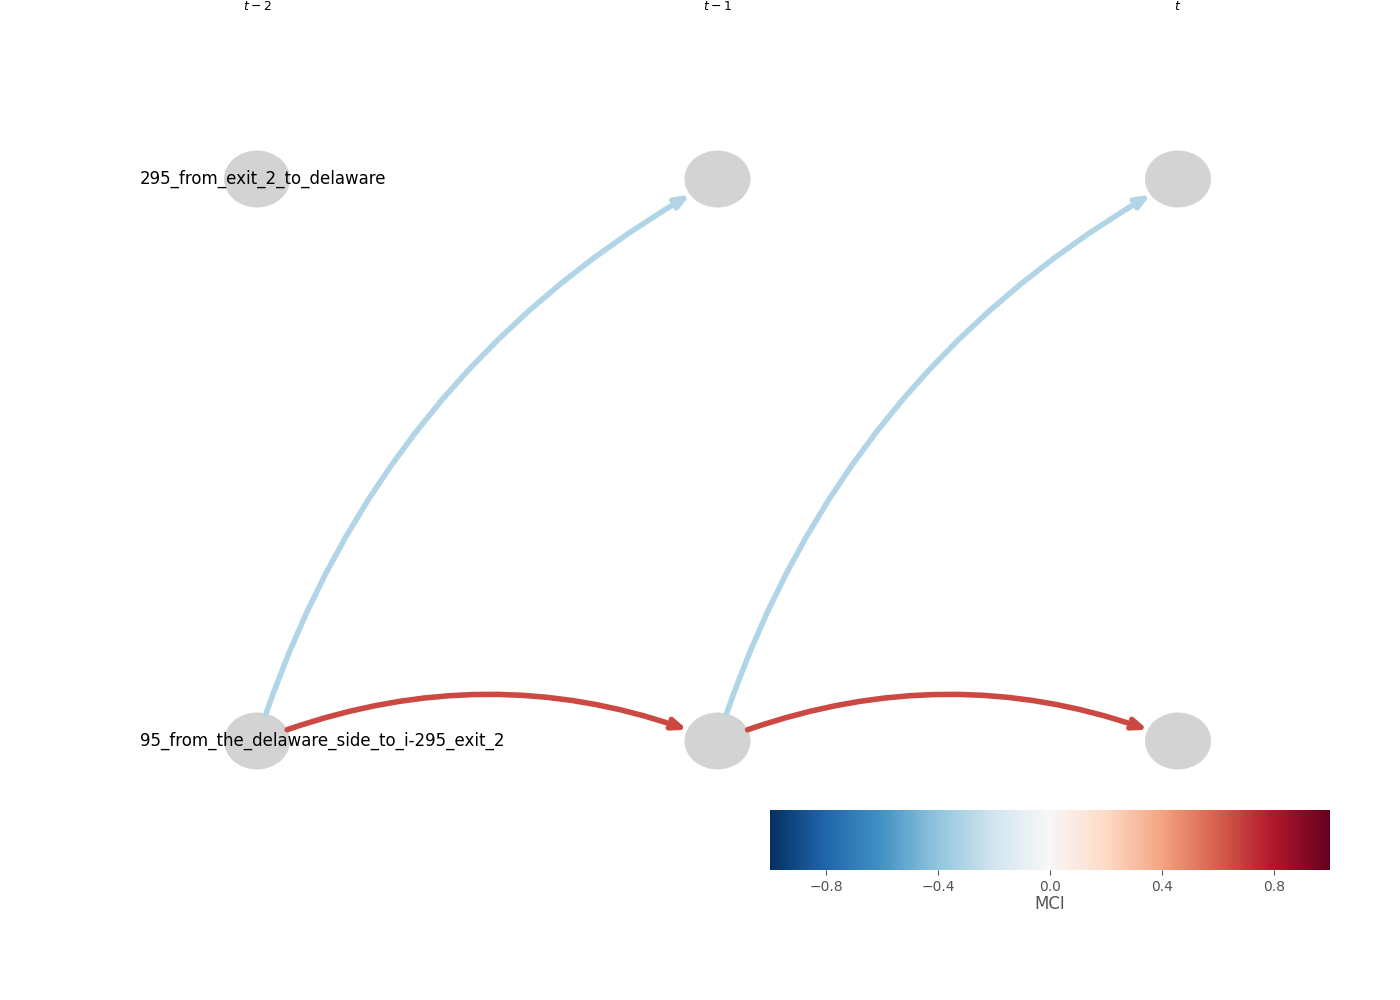 t − 2 t − 1 t
295_from_exit_2_to_delaware
95_from_the_delaware_side_to_i-295_exit_2
−0.8 −0.4 0.0 0.4 0.8
MCI